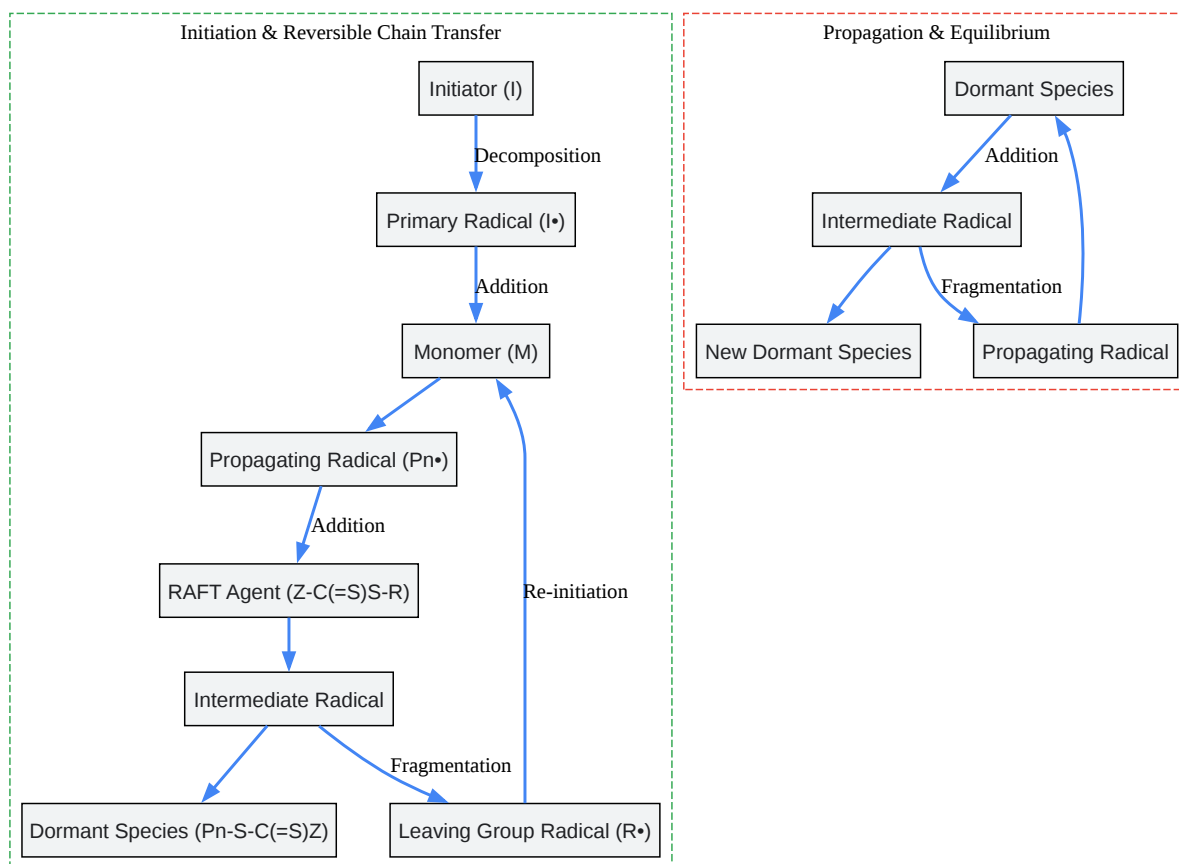 Initiation & Reversible Chain Transfer
Initiator (I)
Decomposition
Primary Radical (I•)
Addition
Monomer (M)
Propagating Radical (Pn•)
Addition
RAFT Agent (Z-C(=S)S-R)
Re-initiation
Intermediate Radical
Fragmentation
Dormant Species (Pn-S-C(=S)Z)
Leaving Group Radical (R•)
Propagation & Equilibrium
Dormant Species
Addition
Intermediate Radical
Fragmentation
New Dormant Species
Propagating Radical